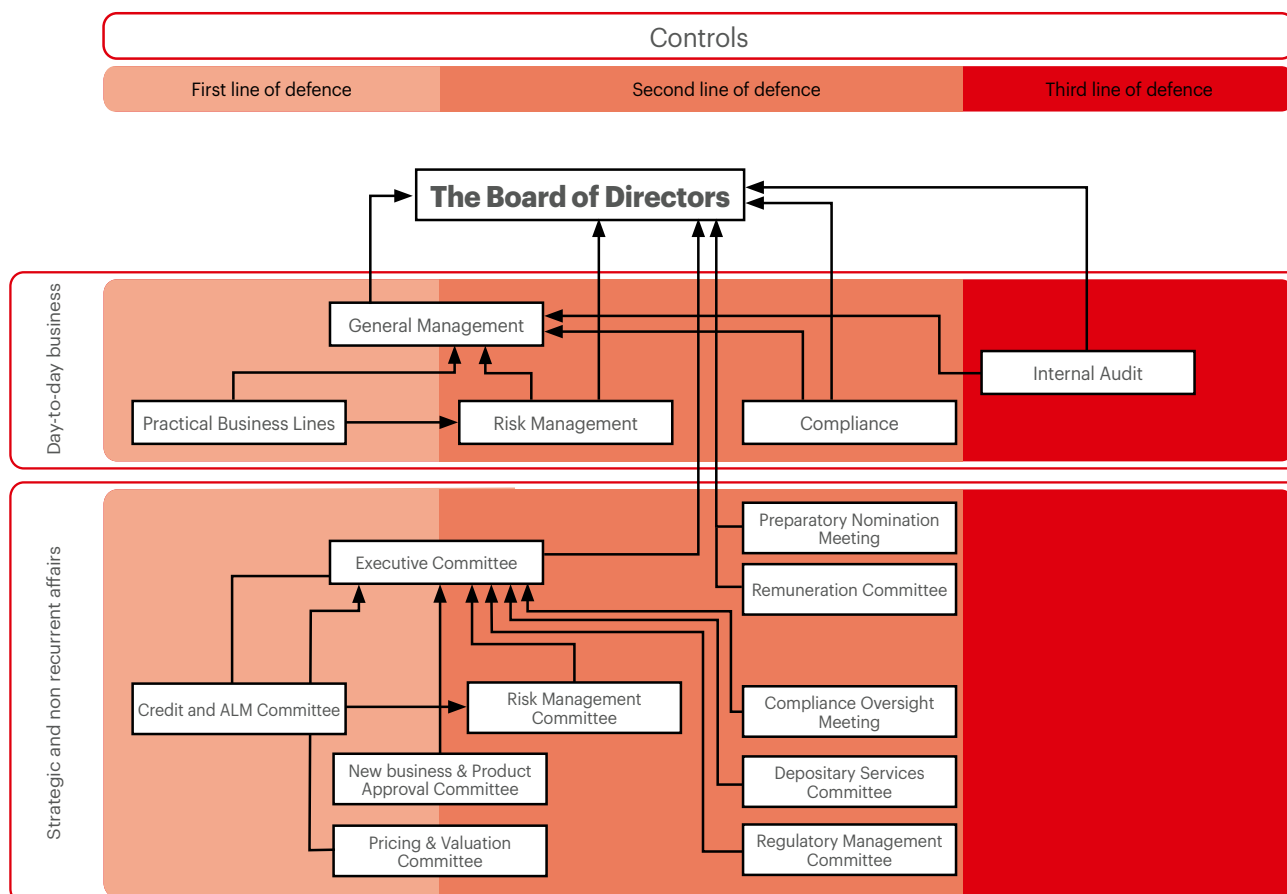 Controls
First line of defence
Second line of defence
Third line of defence
The Board of Directors
Day-to-day business
General Management
Internal Audit
Practical Business Lines
Risk Management
Compliance
Strategic and non recurrent affairs
Preparatory Nomination
Meeting
Executive Committee
Remuneration Committee
Credit and ALM Committee
Risk Management
Committee
Compliance Oversight
Meeting
New business & Product
Approval Committee
Depositary Services
Committee
Pricing & Valuation
Committee
Regulatory Management
Committee